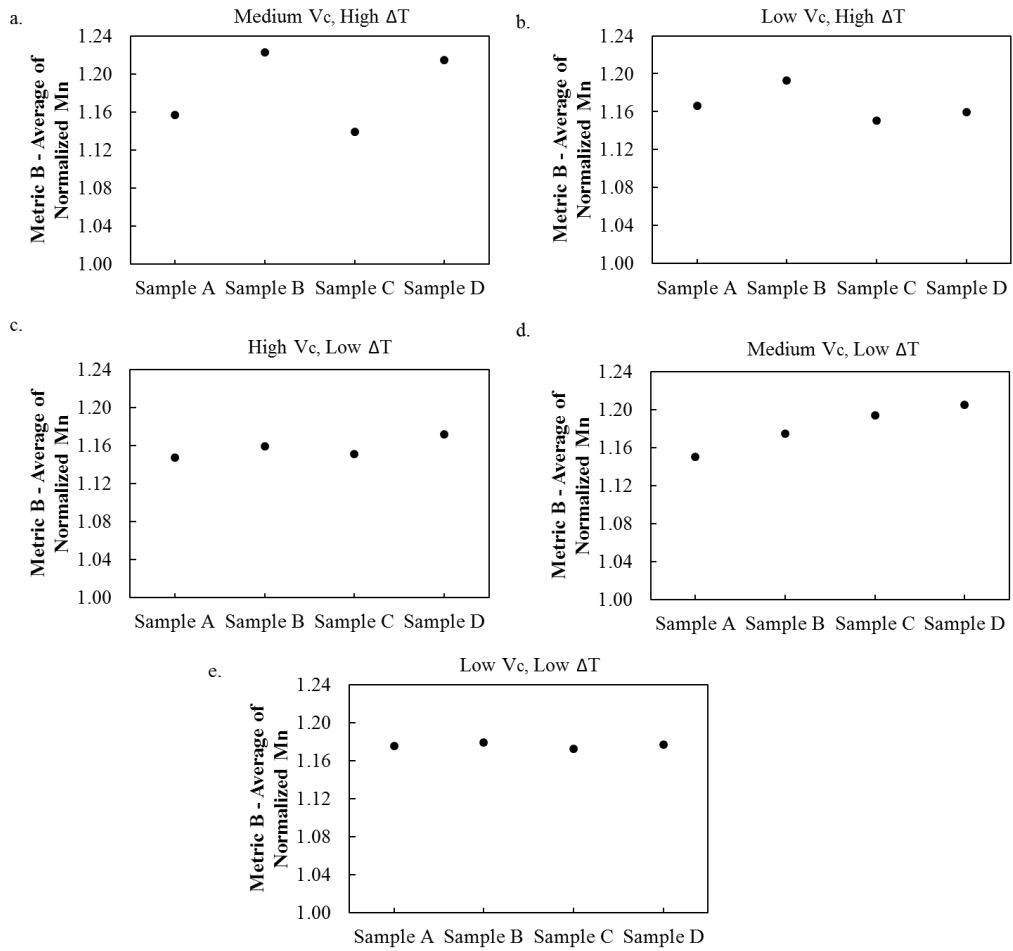 a.
Medium Vc, High ΔT
Metric B - Average of
Normalized Mn
1.24
1.20
1.16
1.12
1.08
1.04
1.00
Sample A Sample B Sample C Sample D
b.
Low Vc, High ΔT
Metric B - Average of
Normalized Mn
1.24
1.20
1.16
1.12
1.08
1.04
1.00
Sample A Sample B Sample C Sample D
c.
High Vc, Low ΔT
Metric B - Average of
Normalized Mn
1.24
1.20
1.16
1.12
1.08
1.04
1.00
Sample A Sample B Sample C Sample D
d.
Medium Vc, Low ΔT
Metric B - Average of
Normalized Mn
1.24
1.20
1.16
1.12
1.08
1.04
1.00
Sample A Sample B Sample C Sample D
e.
Low Vc, Low ΔT
Metric B - Average of
Normalized Mn
1.24
1.20
1.16
1.12
1.08
1.04
1.00
Sample A Sample B Sample C Sample D